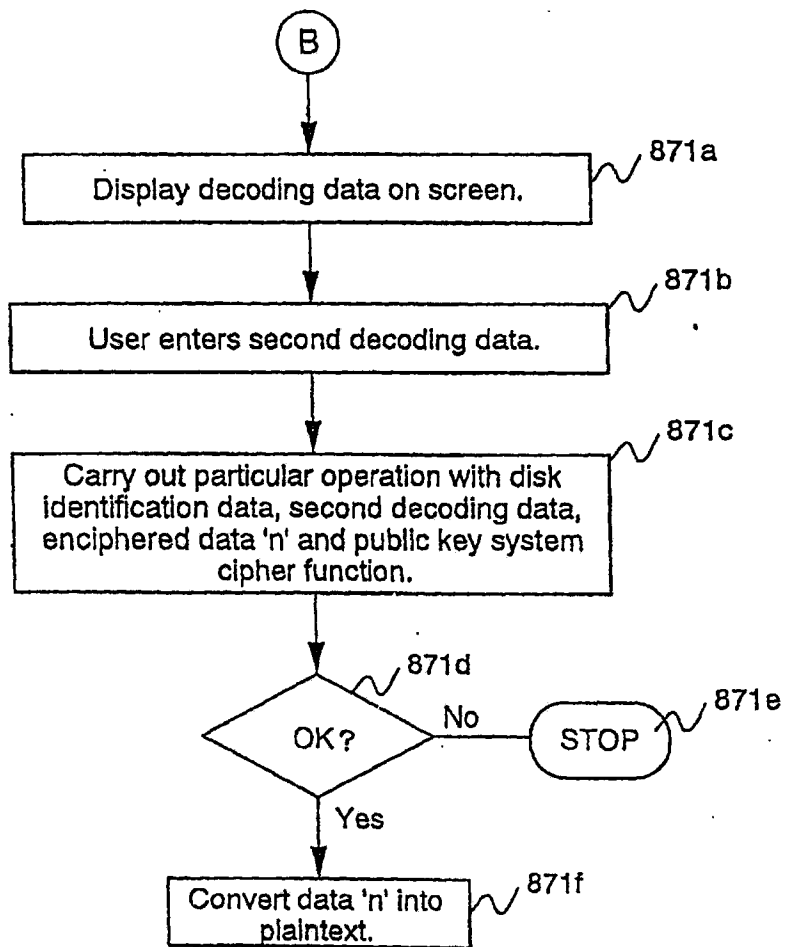 B
871a
Display decoding data on screen.
871b
User enters second decoding data.
871c
Carry out particular operation with disk
identification data, second decoding data,
enciphered data 'n' and public key system
cipher function.
871d
OK?
No
871e
STOP
Yes
871f
Convert data 'n' into
plaintext.